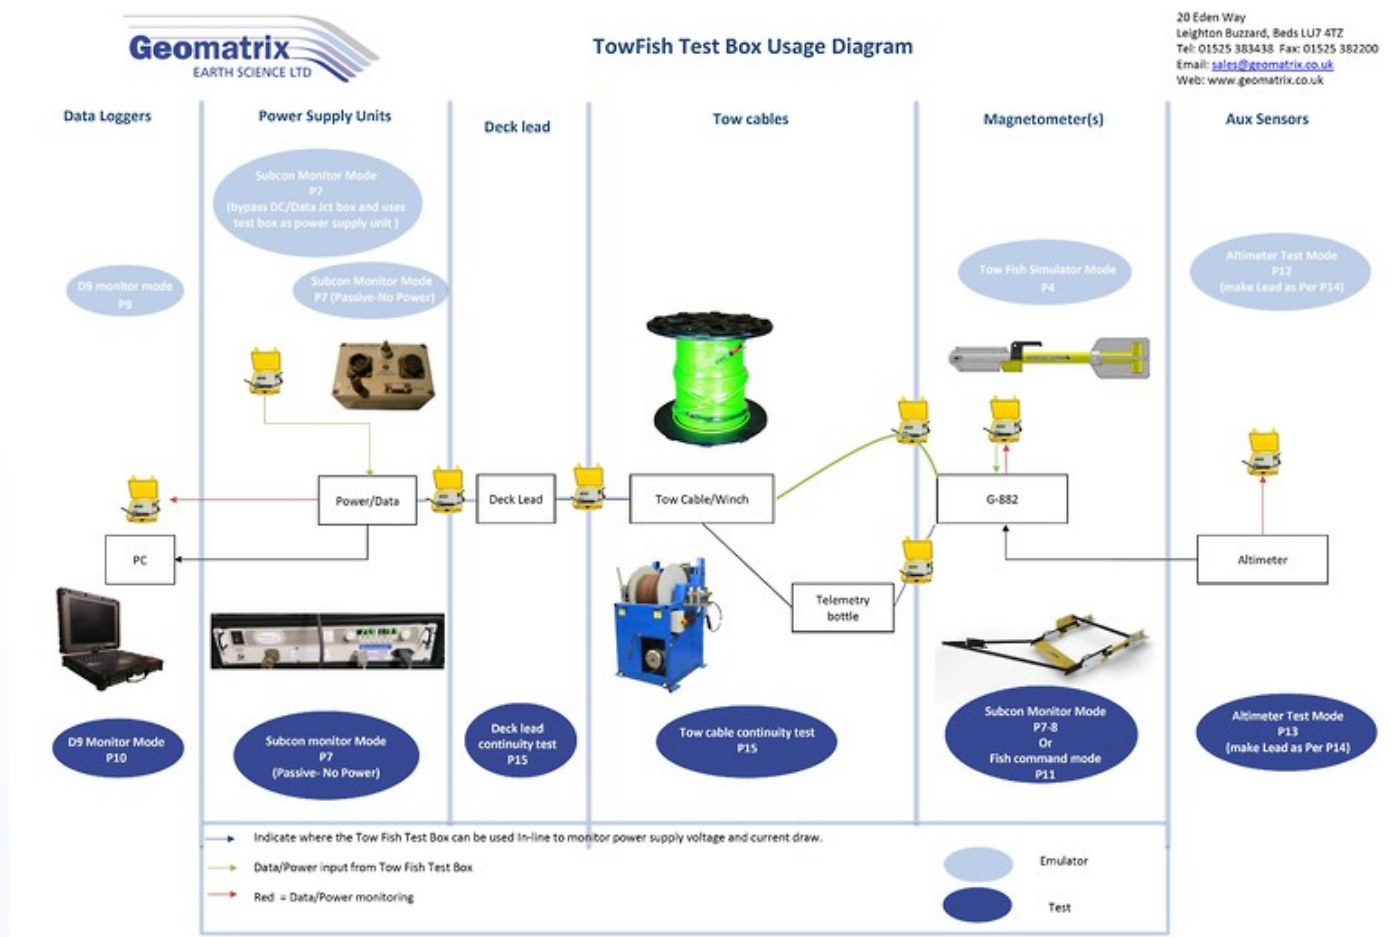 Geomatrix
EARTH SCIENCE LTD
TowFish Test Box Usage Diagram
20 Eden Way
Leighton Buzzard, Beds LU7 4TZ
Tel: 01525 383438 Fax: 01525 382200
Email: sales@geomatrix.co.uk
Web: www.geomatrix.co.uk
Data Loggers
Power Supply Units
Deck lead
Tow cables
Magnetometer(s)
Aux Sensors
Subcon Monitor Mode
P7
(bypass DC/Data Jct box and uses
test box as power supply unit )
D9 monitor mode
P9
Subcon Monitor Mode
P7 (Passive-No Power)
Tow Fish Simulator Mode
P4
Altimeter Test Mode
P12
(make Lead as Per P14)
Power/Data
Deck Lead
Tow Cable/Winch
G-882
PC
Altimeter
Telemetry
bottle
D9 Monitor Mode
P10
Subcon monitor Mode
P7
(Passive- No Power)
Deck lead
continuity test
P15
Tow cable continuity test
P15
Subcon Monitor Mode
P7-8
Or
Fish command mode
P11
Altimeter Test Mode
P13
(make Lead as Per P14)
Indicate where the Tow Fish Test Box can be used In-line to monitor power supply voltage and current draw.
Data/Power input from Tow Fish Test Box
Red = Data/Power monitoring
Emulator
Test